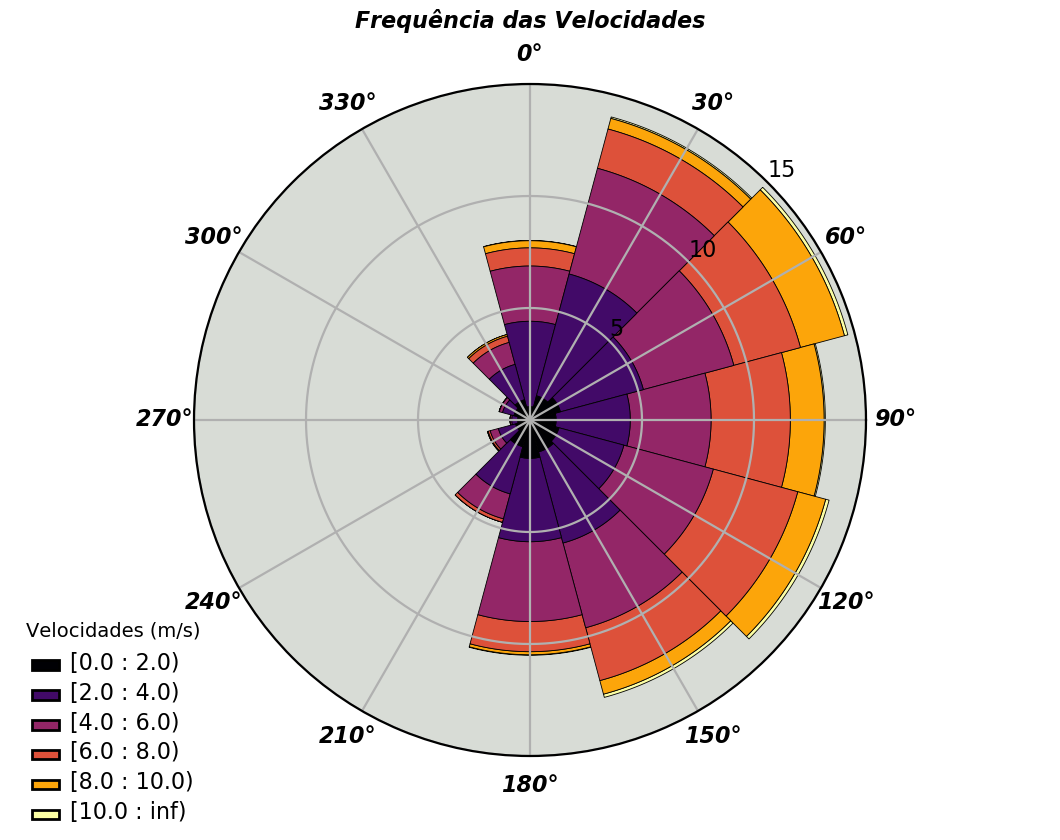 Frequência das Velocidades
0°
330°
30°
15
300°
60°
10
5
270°
90°
240°
120°
210°
150°
180°
Velocidades (m/s)
[0.0 : 2.0)
[2.0 : 4.0)
[4.0 : 6.0)
[6.0 : 8.0)
[8.0 : 10.0)
[10.0 : inf)